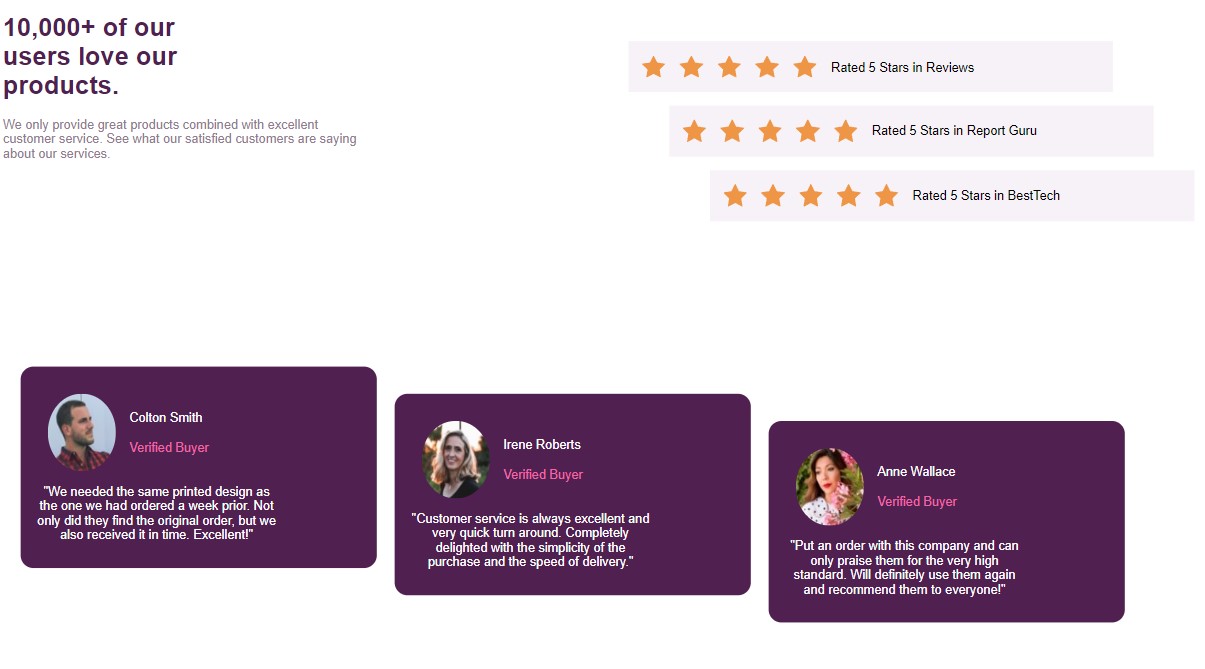 10,000+ of our
users love our
products.
We only provide great products combined with excellent
customer service. See what our satisfied customers are saying
about our services.
Rated 5 Stars in Reviews
Rated 5 Stars in Report Guru
Rated 5 Stars in BestTech
Colton Smith
Verified Buyer
"We needed the same printed design as
the one we had ordered a week prior. Not
only did they find the original order, but we
also received it in time. Excellent!"
Irene Roberts
Verified Buyer
"Customer service is always excellent and
very quick turn around. Completely
delighted with the simplicity of the
purchase and the speed of delivery."
Anne Wallace
Verified Buyer
"Put an order with this company and can
only praise them for the very high
standard. Will definitely use them again
and recommend them to everyone!"